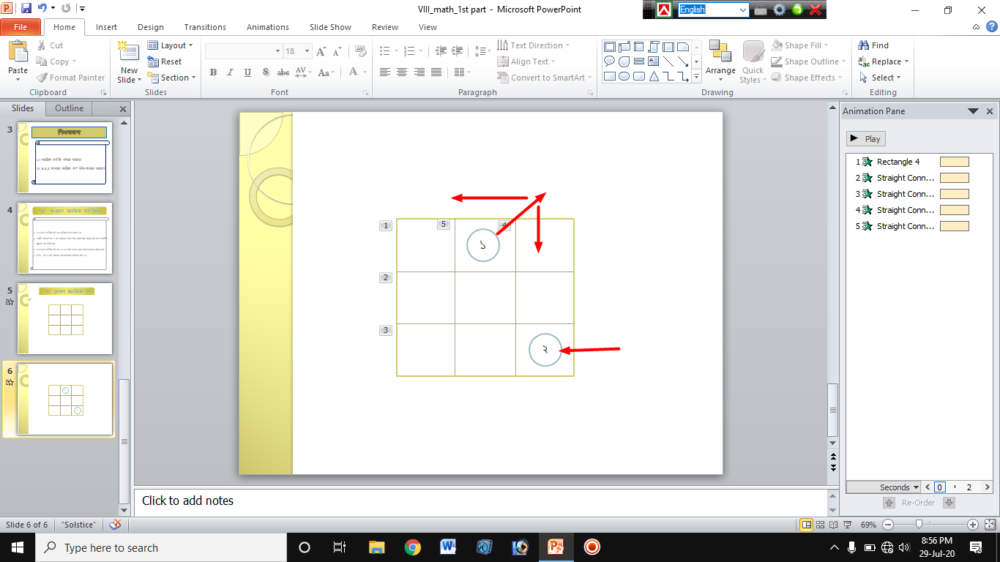 VIII_math_1st part - Microsoft PowerPoint
English
File Home Insert Design Transitions Animations Slide Show Review View
Paste
Cut
Copy
Format Painter
Clipboard
New Slide
Layout
Reset
Section
Slides
18
B I U S abc AV Aa A
Font
Text Direction
Align Text
Convert to SmartArt
Paragraph
Arrange
Quick Styles
Shape Fill
Shape Outline
Shape Effects
Drawing
Find
Replace
Select
Editing
Slides Outline
3
4
5
6
1
5
4
১
2
3
২
Animation Pane
Play
1 Rectangle 4
2 Straight Conn...
3 Straight Conn...
4 Straight Conn...
5 Straight Conn...
Seconds 0 2
Re-Order
Click to add notes
Slide 6 of 6 "Solstice" 69%
Type here to search
8:56 PM
29-Jul-20